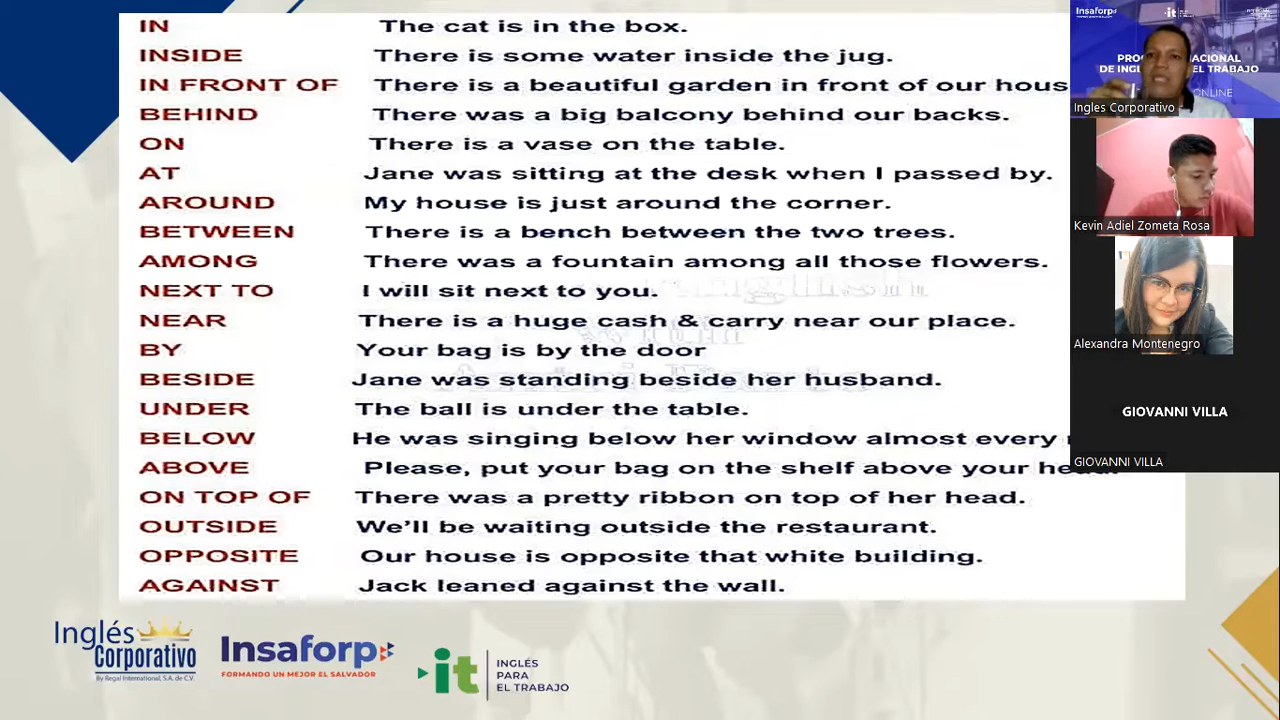 IN The cat is in the box.
INSIDE There is some water inside the jug.
IN FRONT OF There is a beautiful garden in front of our hous
BEHIND There was a big balcony behind our backs.
ON There is a vase on the table.
AT Jane was sitting at the desk when I passed by.
AROUND My house is just around the corner.
BETWEEN There is a bench between the two trees.
AMONG There was a fountain among all those flowers.
NEXT TO I will sit next to you.
NEAR There is a huge cash & carry near our place.
BY Your bag is by the door
BESIDE Jane was standing beside her husband.
UNDER The ball is under the table.
BELOW He was singing below her window almost every
ABOVE Please, put your bag on the shelf above your head.
ON TOP OF There was a pretty ribbon on top of her head.
OUTSIDE We’ll be waiting outside the restaurant.
OPPOSITE Our house is opposite that white building.
AGAINST Jack leaned against the wall.
Inglés
Corporativo
By Regal International, S.A. de C.V.
Insaforp
FORMANDO UN MEJOR EL SALVADOR
it
INGLÉS
PARA
EL TRABAJO
Insaforp
it
ONLINE
EL TRABAJO
Ingles Corporativo
Kevin Adiel Zometa Rosa
Alexandra Montenegro
GIOVANNI VILLA
GIOVANNI VILLA